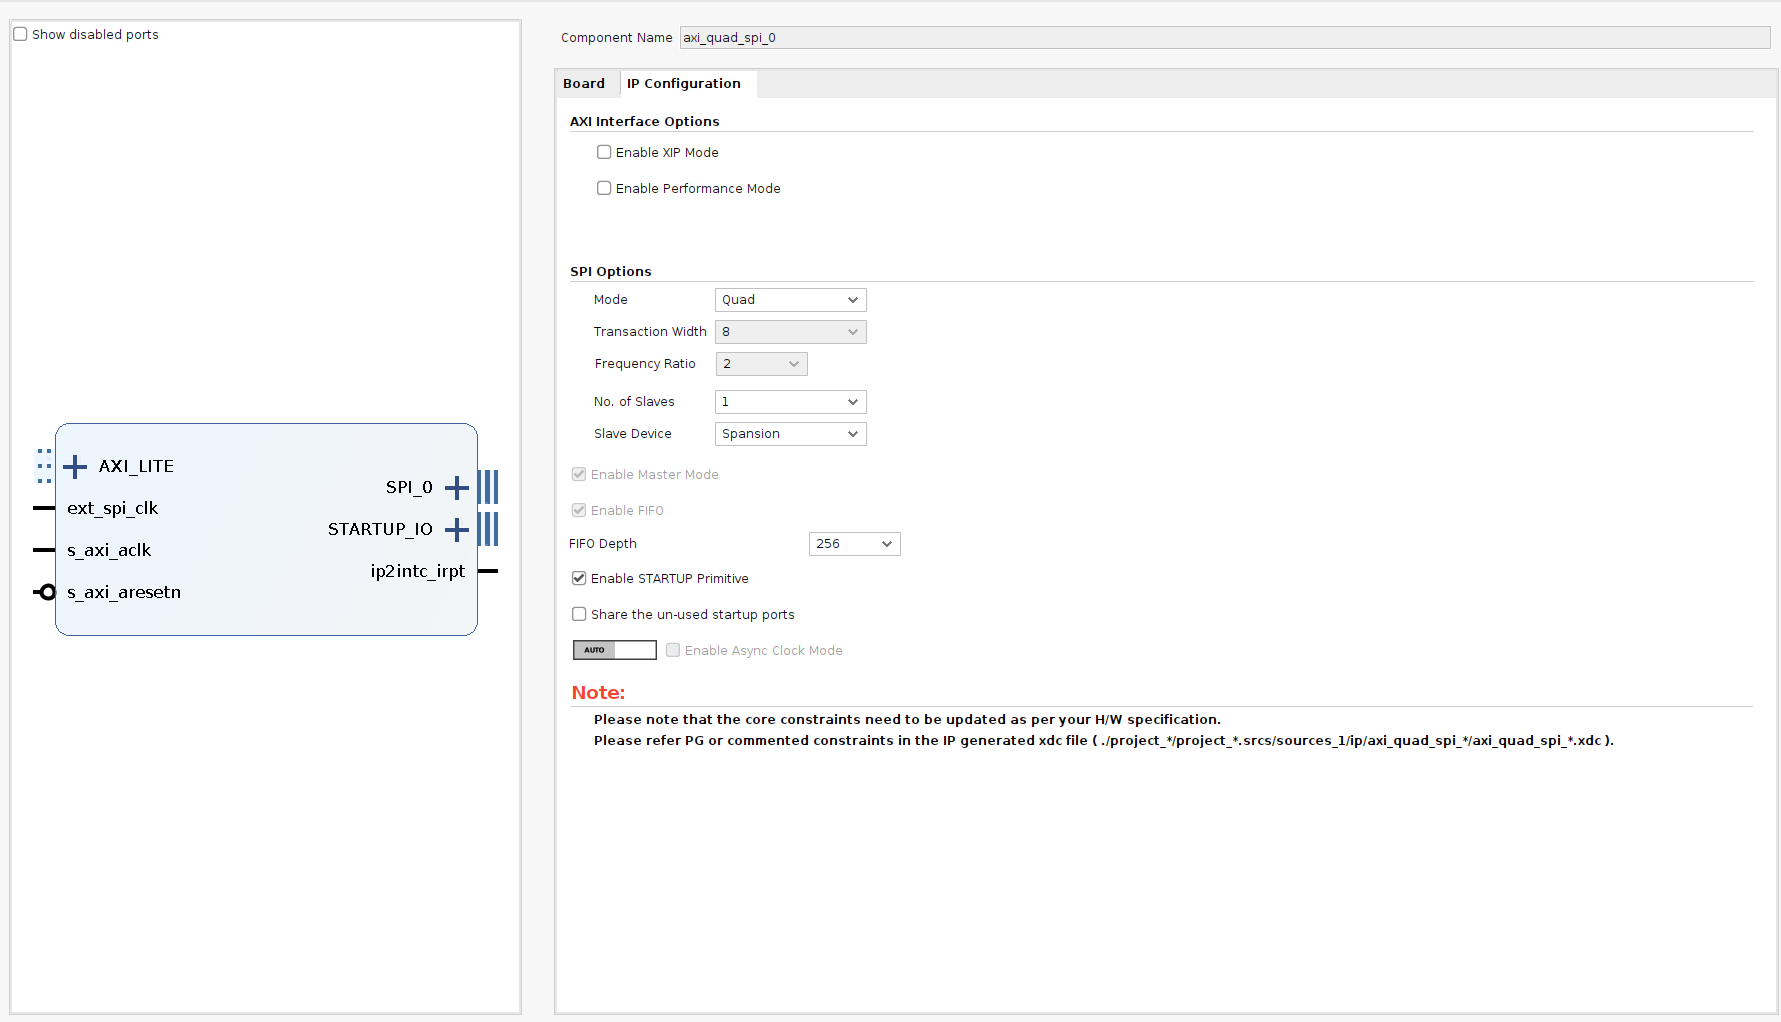 Show disabled ports
AXI_LITE
ext_spi_clk
s_axi_aclk
s_axi_aresetn
SPI_0
STARTUP_IO
ip2intc_irpt
Component Name axi_quad_spi_0
Board IP Configuration
AXI Interface Options
Enable XIP Mode
Enable Performance Mode
SPI Options
Mode Quad
Transaction Width 8
Frequency Ratio 2
No. of Slaves 1
Slave Device Spansion
Enable Master Mode
Enable FIFO
FIFO Depth 256
Enable STARTUP Primitive
Share the un-used startup ports
AUTO Enable Async Clock Mode
Note:
Please note that the core constraints need to be updated as per your H/W specification.
Please refer PG or commented constraints in the IP generated xdc file ( ./project_*/project_*.srcs/sources_1/ip/axi_quad_spi_*/axi_quad_spi_*.xdc ).